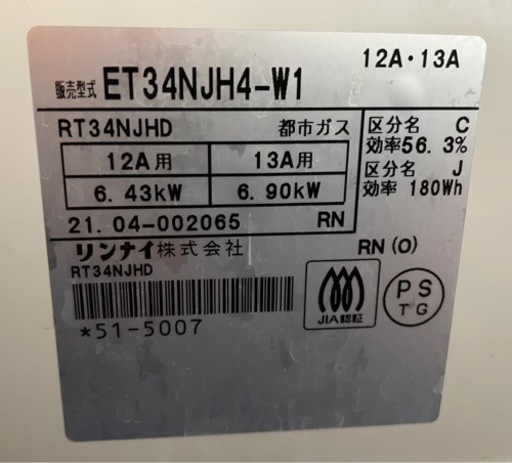 12A・13A
販売型式 ET34NJH4-W1
RT34NJHD 都市ガス
12A用 13A用
6.43kW 6.90kW
区分名 C
効率56.3%
区分名 J
効率 180Wh
21.04-002065 RN
リンナイ株式会社 RN(O)
RT34NJHD
*51-5007
JIA認証
PS
TG